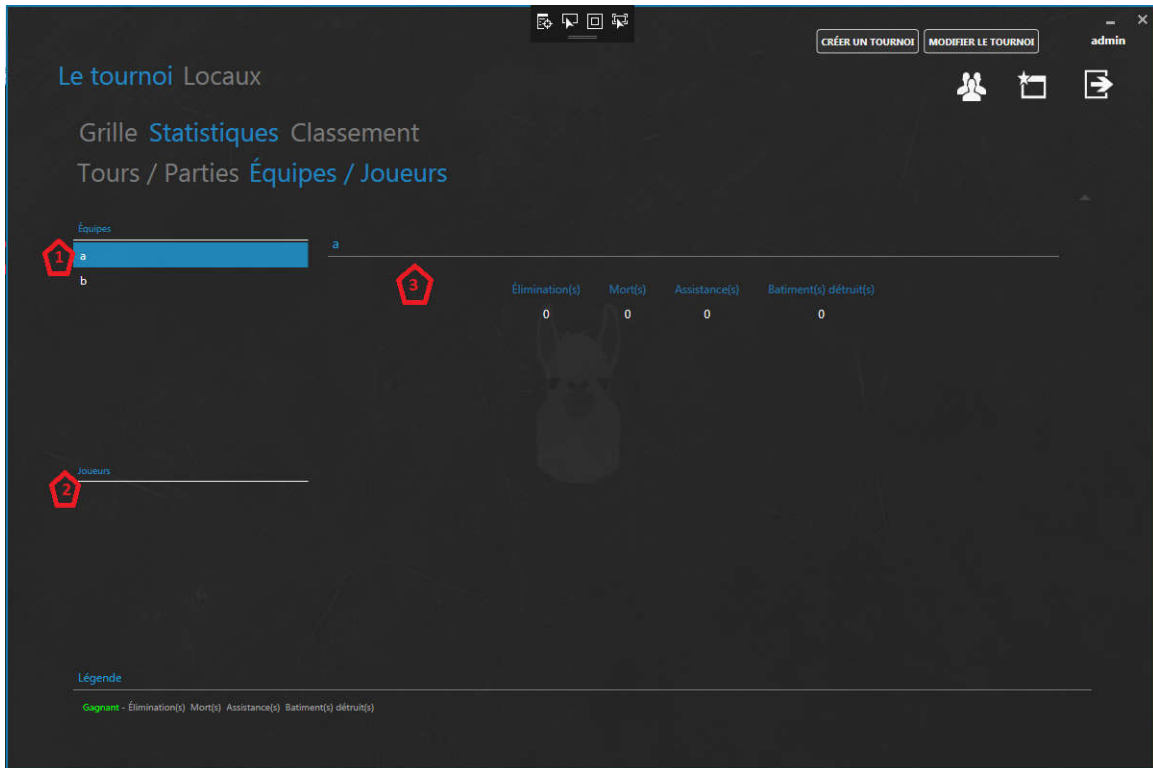 CRÉER UN TOURNOI MODIFIER LE TOURNOI admin
Le tournoi Locaux
Grille Statistiques Classement
Tours / Parties Équipes / Joueurs
Équipes
1 a
a
b
3
Élimination(s) Mort(s) Assistance(s) Batiment(s) détruit(s)
0 0 0 0
Joueurs
2
Légende
Gagnant - Élimination(s) Mort(s) Assistance(s) Batiment(s) détruit(s)